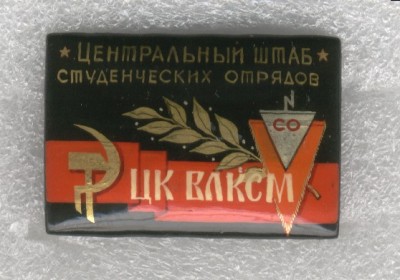 ★ ЦЕНТРАЛЬНЫЙ ШТАБ ★
СТУДЕНЧЕСКИХ ОТРЯДОВ
N
СО
ЦК ВЛКСМ